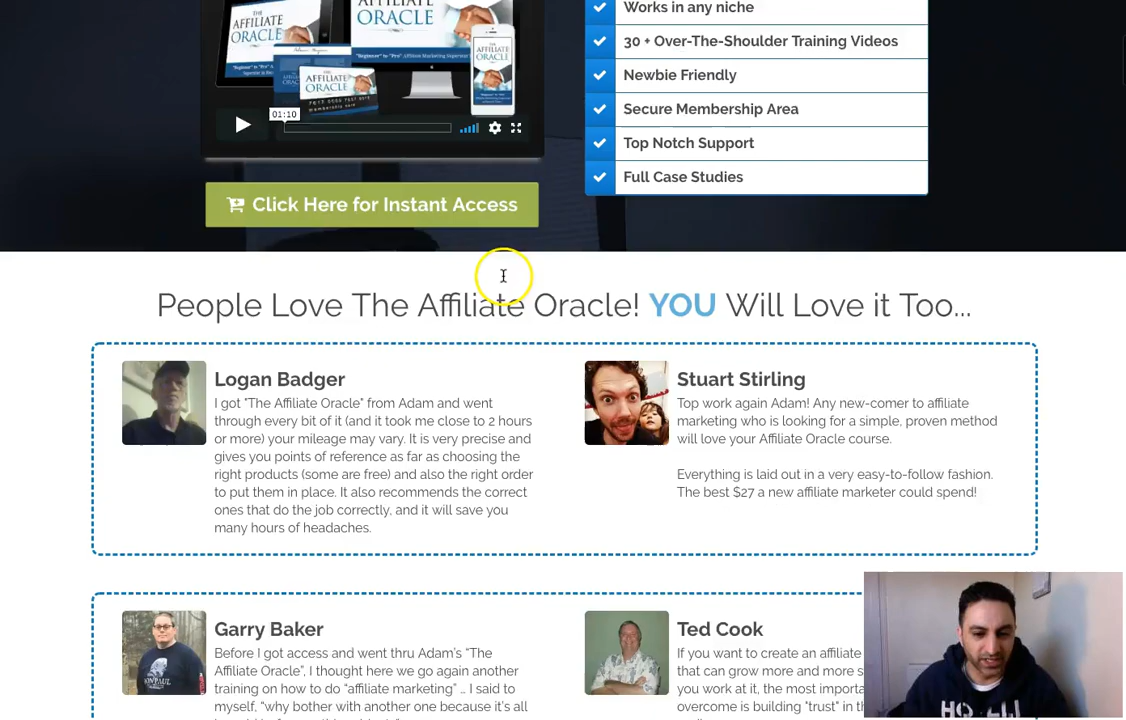 THE AFFILIATE
ORACLE
THE
AFFILIATE
ORACLE
THE AFFILIATE
ORACLE
THE
AFFILIATE
ORACLE
01:10
Click Here for Instant Access
Works in any niche
30 + Over-The-Shoulder Training Videos
Newbie Friendly
Secure Membership Area
Top Notch Support
Full Case Studies
People Love The Affiliate Oracle! YOU Will Love it Too...
Logan Badger
I got "The Affiliate Oracle" from Adam and went
through every bit of it (and it took me close to 2 hours
or more) your mileage may vary. It is very precise and
gives you points of reference as far as choosing the
right products (some are free) and also the right order
to put them in place. It also recommends the correct
ones that do the job correctly, and it will save you
many hours of headaches.
Stuart Stirling
Top work again Adam! Any new-comer to affiliate
marketing who is looking for a simple, proven method
will love your Affiliate Oracle course.
Everything is laid out in a very easy-to-follow fashion.
The best $27 a new affiliate marketer could spend!
Garry Baker
Before I got access and went thru Adam's "The
Affiliate Oracle", I thought here we go again another
training on how to do "affiliate marketing" ... I said to
myself, "why bother with another one because it's all
Ted Cook
If you want to create an affiliate
that can grow more and more s
you work at it, the most importa
overcome is building "trust" in th